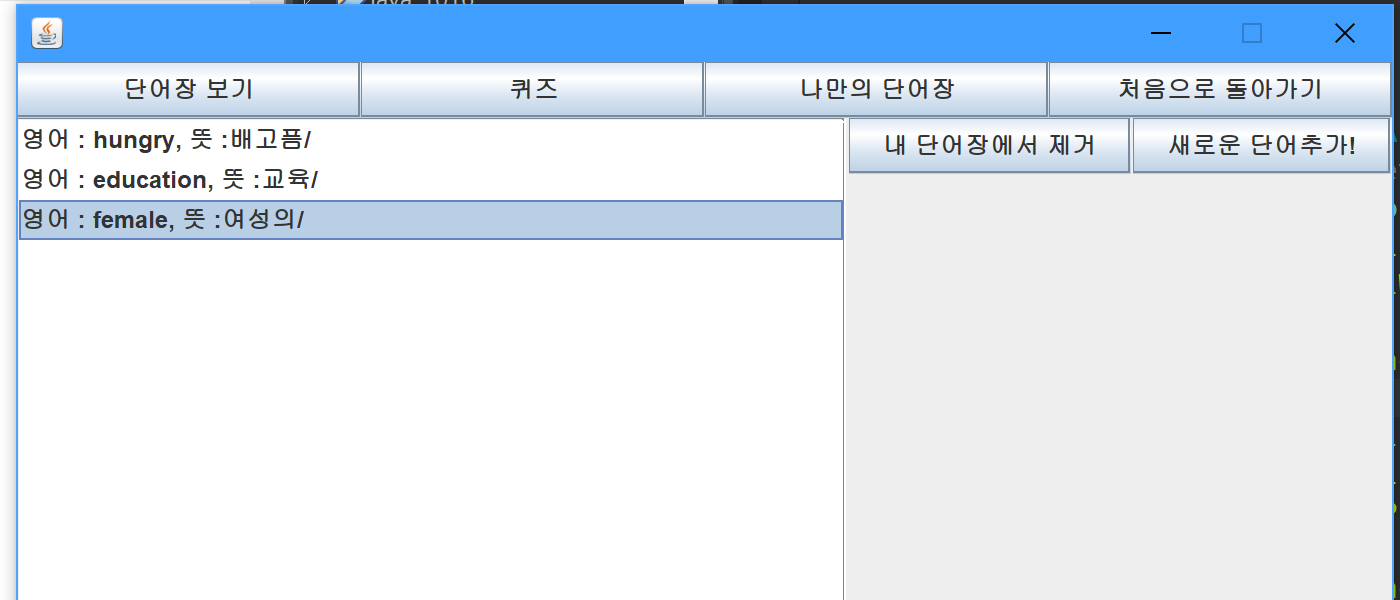 단어장 보기 퀴즈 나만의 단어장 처음으로 돌아가기
영어 : hungry, 뜻 :배고픔/
영어 : education, 뜻 :교육/
영어 : female, 뜻 :여성의/
내 단어장에서 제거 새로운 단어추가!